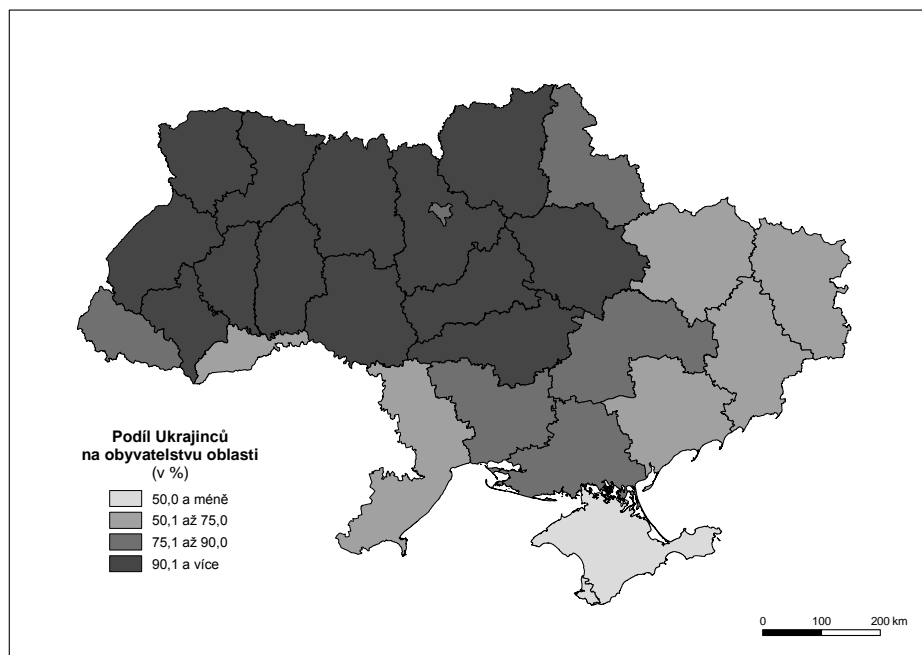 Podíl Ukrajinců
na obyvatelstvu oblasti
(v %)
50,0 a méně
50,1 až 75,0
75,1 až 90,0
90,1 a více
0 100 200 km